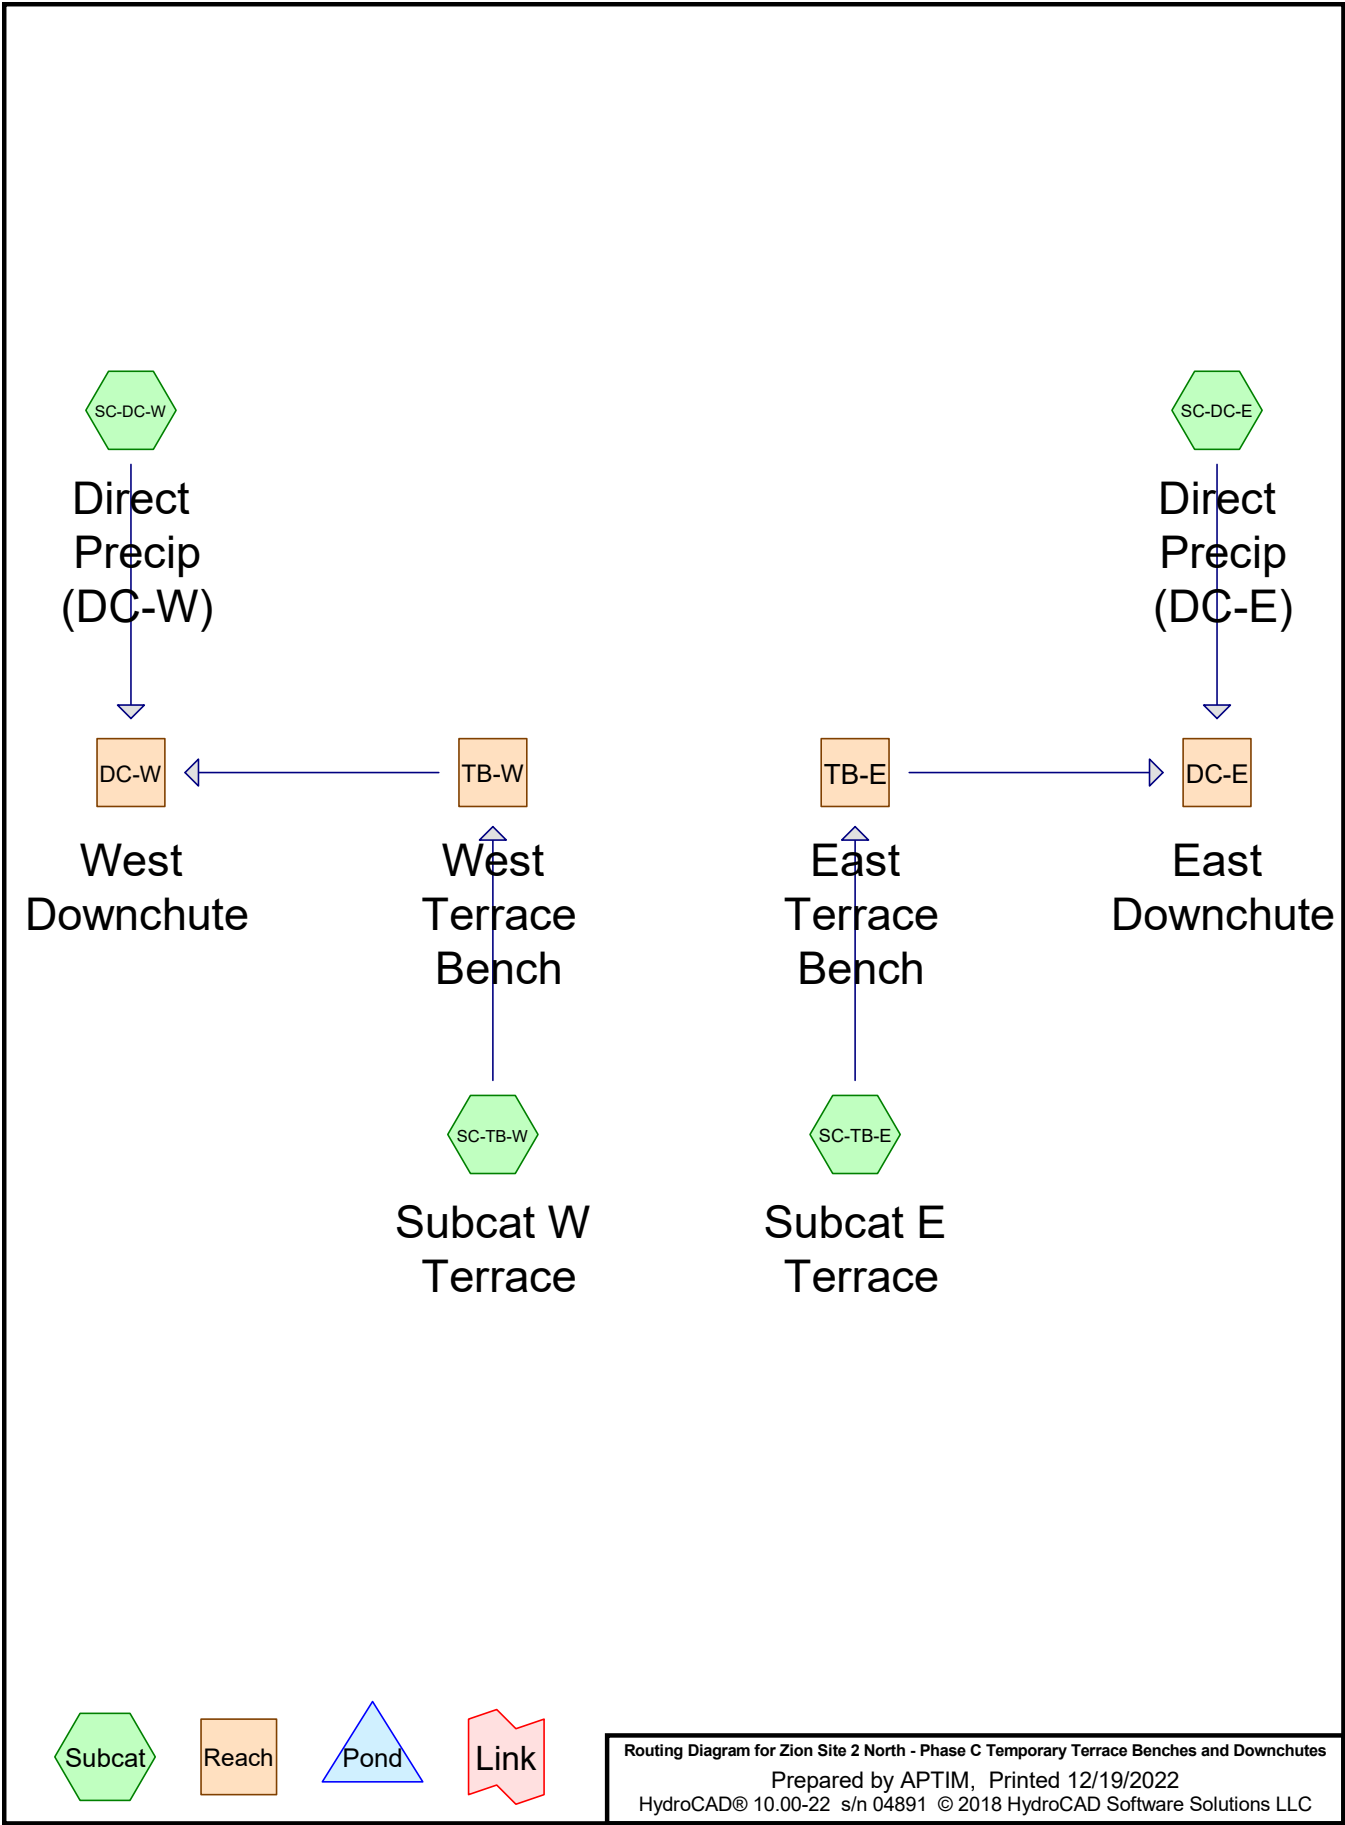 SC-DC-W
Direct
Precip
(DC-W)
SC-DC-E
Direct
Precip
(DC-E)
DC-W
West
Downchute
TB-W
West
Terrace
Bench
TB-E
East
Terrace
Bench
DC-E
East
Downchute
SC-TB-W
Subcat W
Terrace
SC-TB-E
Subcat E
Terrace
Subcat
Reach
Pond
Link
Routing Diagram for Zion Site 2 North - Phase C Temporary Terrace Benches and Downchutes
Prepared by APTIM, Printed 12/19/2022
HydroCAD® 10.00-22 s/n 04891 © 2018 HydroCAD Software Solutions LLC